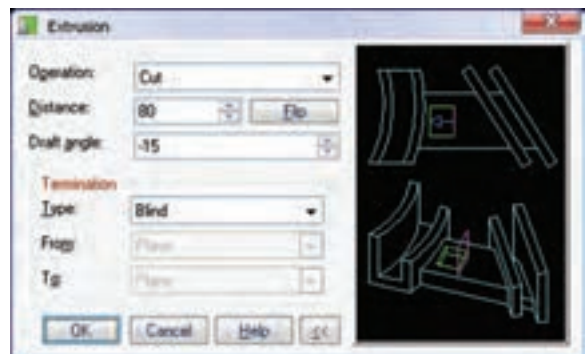 Extrusion
Operation: Cut
Distance: 80 Flip
Draft angle: -15
Termination
Type: Blind
From: Plane
To: Plane
OK Cancel Help <<